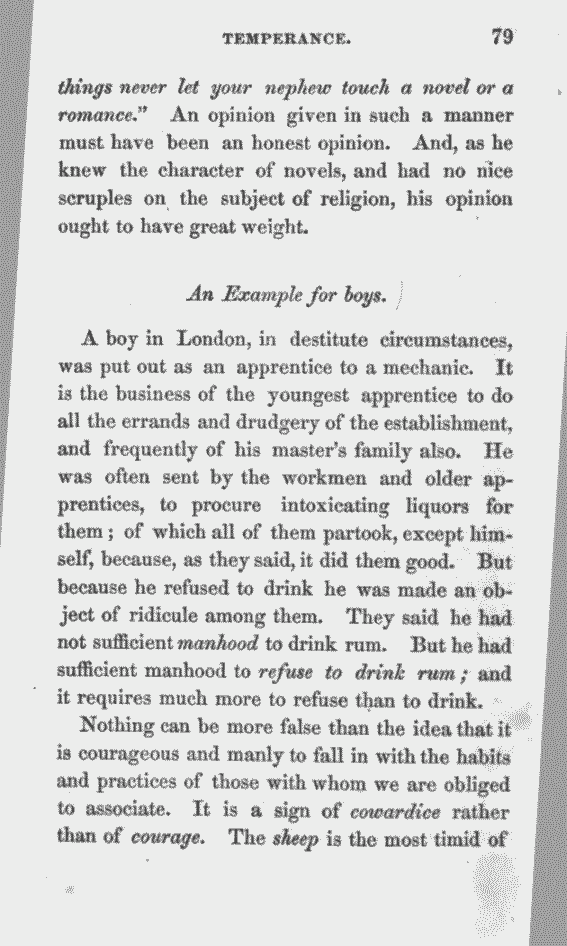 TEMPERANCE. 79
things never let your nephew touch a novel or a
romance." An opinion given in such a manner
must have been an honest opinion. And, as he
knew the character of novels, and had no nice
scruples on the subject of religion, his opinion
ought to have great weight.
An Example for boys.
A boy in London, in destitute circumstances,
was put out as an apprentice to a mechanic. It
is the business of the youngest apprentice to do
all the errands and drudgery of the establishment,
and frequently of his master's family also. He
was often sent by the workmen and older ap-
prentices, to procure intoxicating liquors for
them; of which all of them partook, except him-
self, because, as they said, it did them good. But
because he refused to drink he was made an ob-
ject of ridicule among them. They said he had
not sufficient manhood to drink rum. But he had
sufficient manhood to refuse to drink rum; and
it requires much more to refuse than to drink.
Nothing can be more false than the idea that it
is courageous and manly to fall in with the habits
and practices of those with whom we are obliged
to associate. It is a sign of cowardice rather
than of courage. The sheep is the most timid of